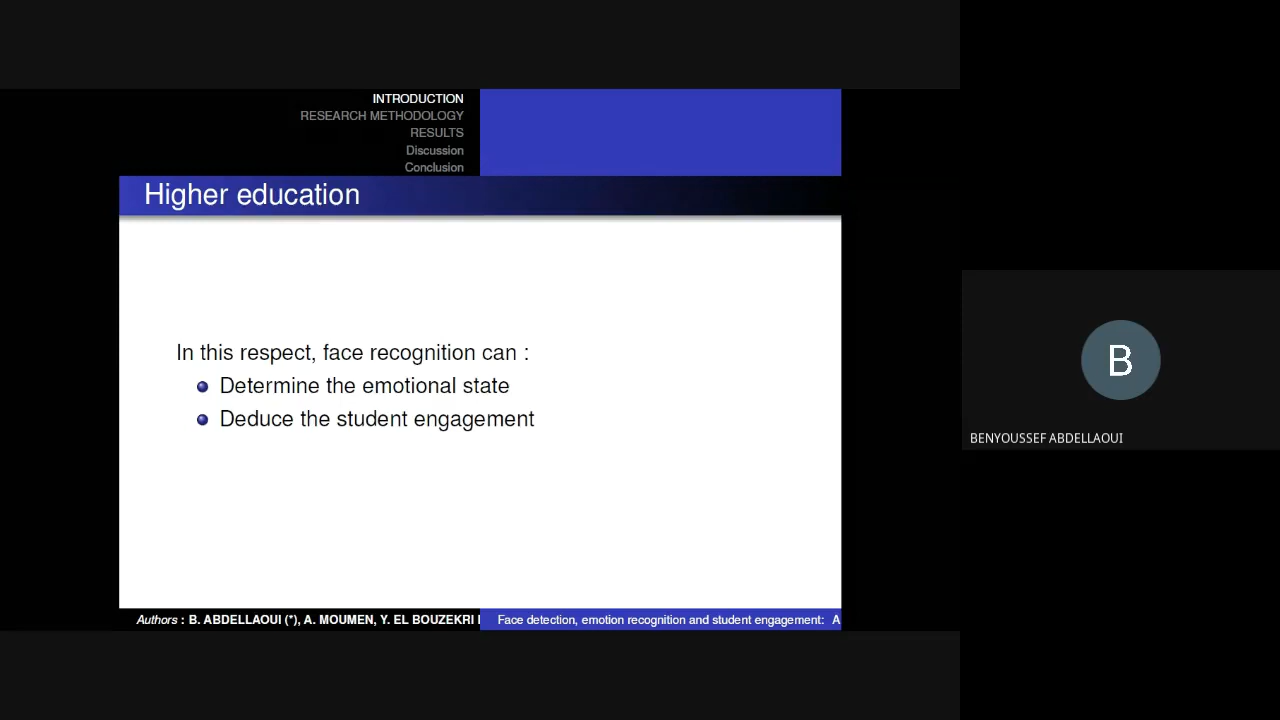 INTRODUCTION
RESEARCH METHODOLOGY
RESULTS
Discussion
Conclusion
Higher education
In this respect, face recognition can :
Determine the emotional state
Deduce the student engagement
Authors : B. ABDELLAOUI (*), A. MOUMEN, Y. EL BOUZEKRI
Face detection, emotion recognition and student engagement: A
B
BENYOUSSEF ABDELLAOUI